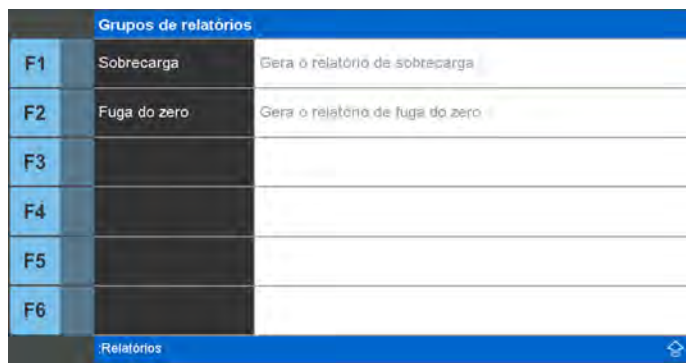 Grupos de relatórios
F1 Sobrecarga Gera o relatório de sobrecarga
F2 Fuga do zero Gera o relatório de fuga do zero
F3
F4
F5
F6
:Relatórios